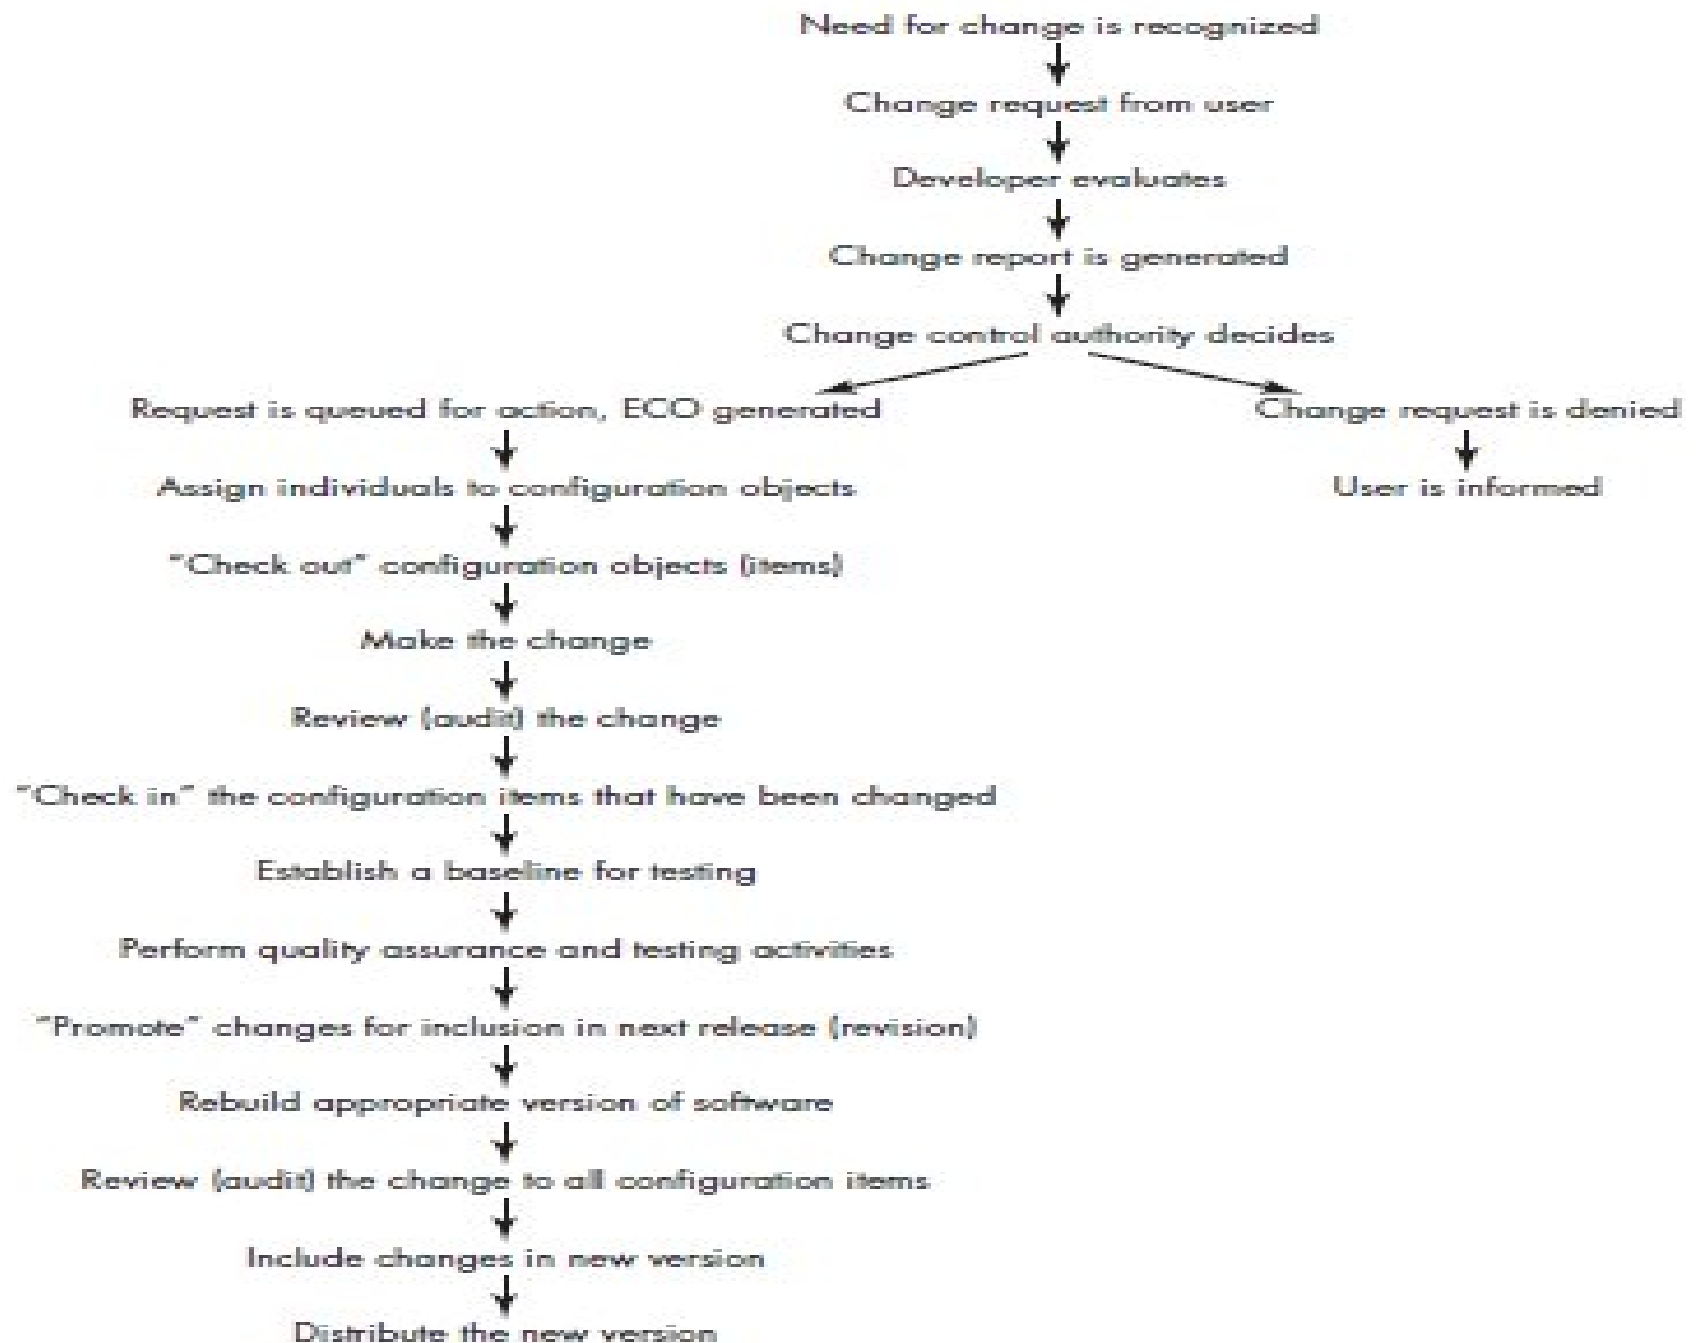 Need for change is recognized
Change request from user
Developer evaluates
Change report is generated
Change control authority decides
Request is queued for action, ECO generated
Change request is denied
Assign individuals to configuration objects
User is informed
"Check out" configuration objects (items)
Make the change
Review (audit) the change
"Check in" the configuration items that have been changed
Establish a baseline for testing
Perform quality assurance and testing activities
"Promote" changes for inclusion in next release (revision)
Rebuild appropriate version of software
Review (audit) the change to all configuration items
Include changes in new version
Distribute the new version